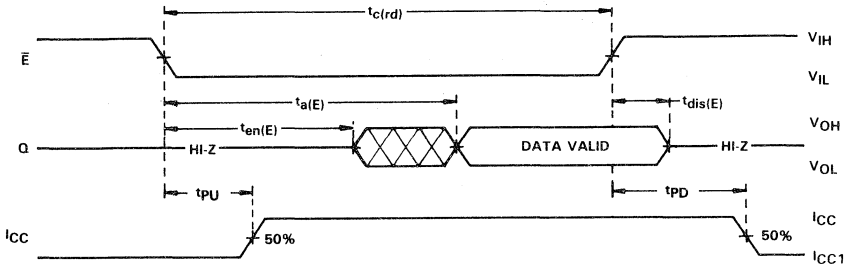 tc(rd)
VIH
Ē
VIL
ta(E)
tdis(E)
ten(E)
VOH
Q
HI-Z
DATA VALID
HI-Z
VOL
tPU
tPD
ICC
ICC
50%
50%
ICC1